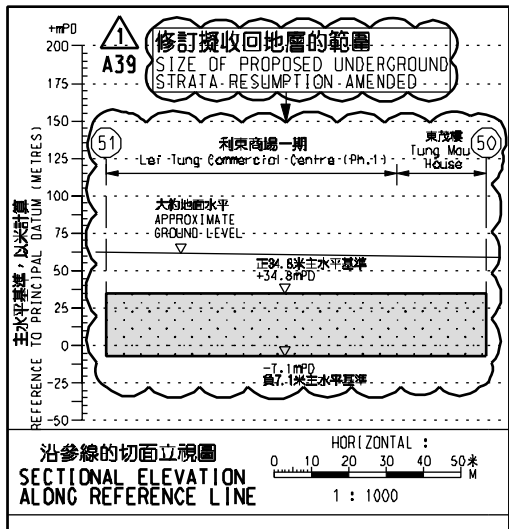 +mPD
200
175
150
125
100
75
50
25
0
-25
-50
主水平基準，以米計算
REFERENCE TO PRINCIPAL DATUM (METRES)
1
A39
修訂擬收回地層的範圍
SIZE OF PROPOSED UNDERGROUND
STRATA RESUMPTION AMENDED
51
利東商場一期
Lei Tung Commercial Centre (Ph.1)
東茂樓
Tung Mau
House
50
大約地面水平
APPROXIMATE
GROUND LEVEL
正34.8米主水平基準
+34.8mPD
-7.1mPD
負7.1米主水平基準
沿參線的切面立視圖
SECTIONAL ELEVATION
ALONG REFERENCE LINE
HORIZONTAL :
0 10 20 30 40 50米
M
1 : 1000